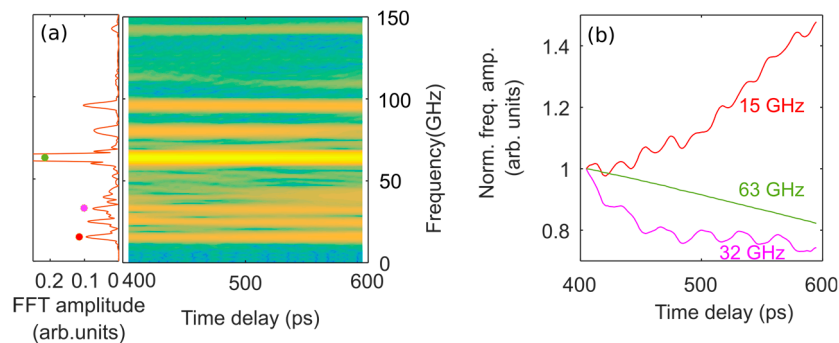 (a)
150
100
50
0
Frequency(GHz)
0.2 0.1 0
400 500 600
FFT amplitude
(arb.units)
Time delay (ps)
(b)
1.4
1.2
1
0.8
Norm. freq. amp.
(arb. units)
15 GHz
63 GHz
32 GHz
400 500 600
Time delay (ps)